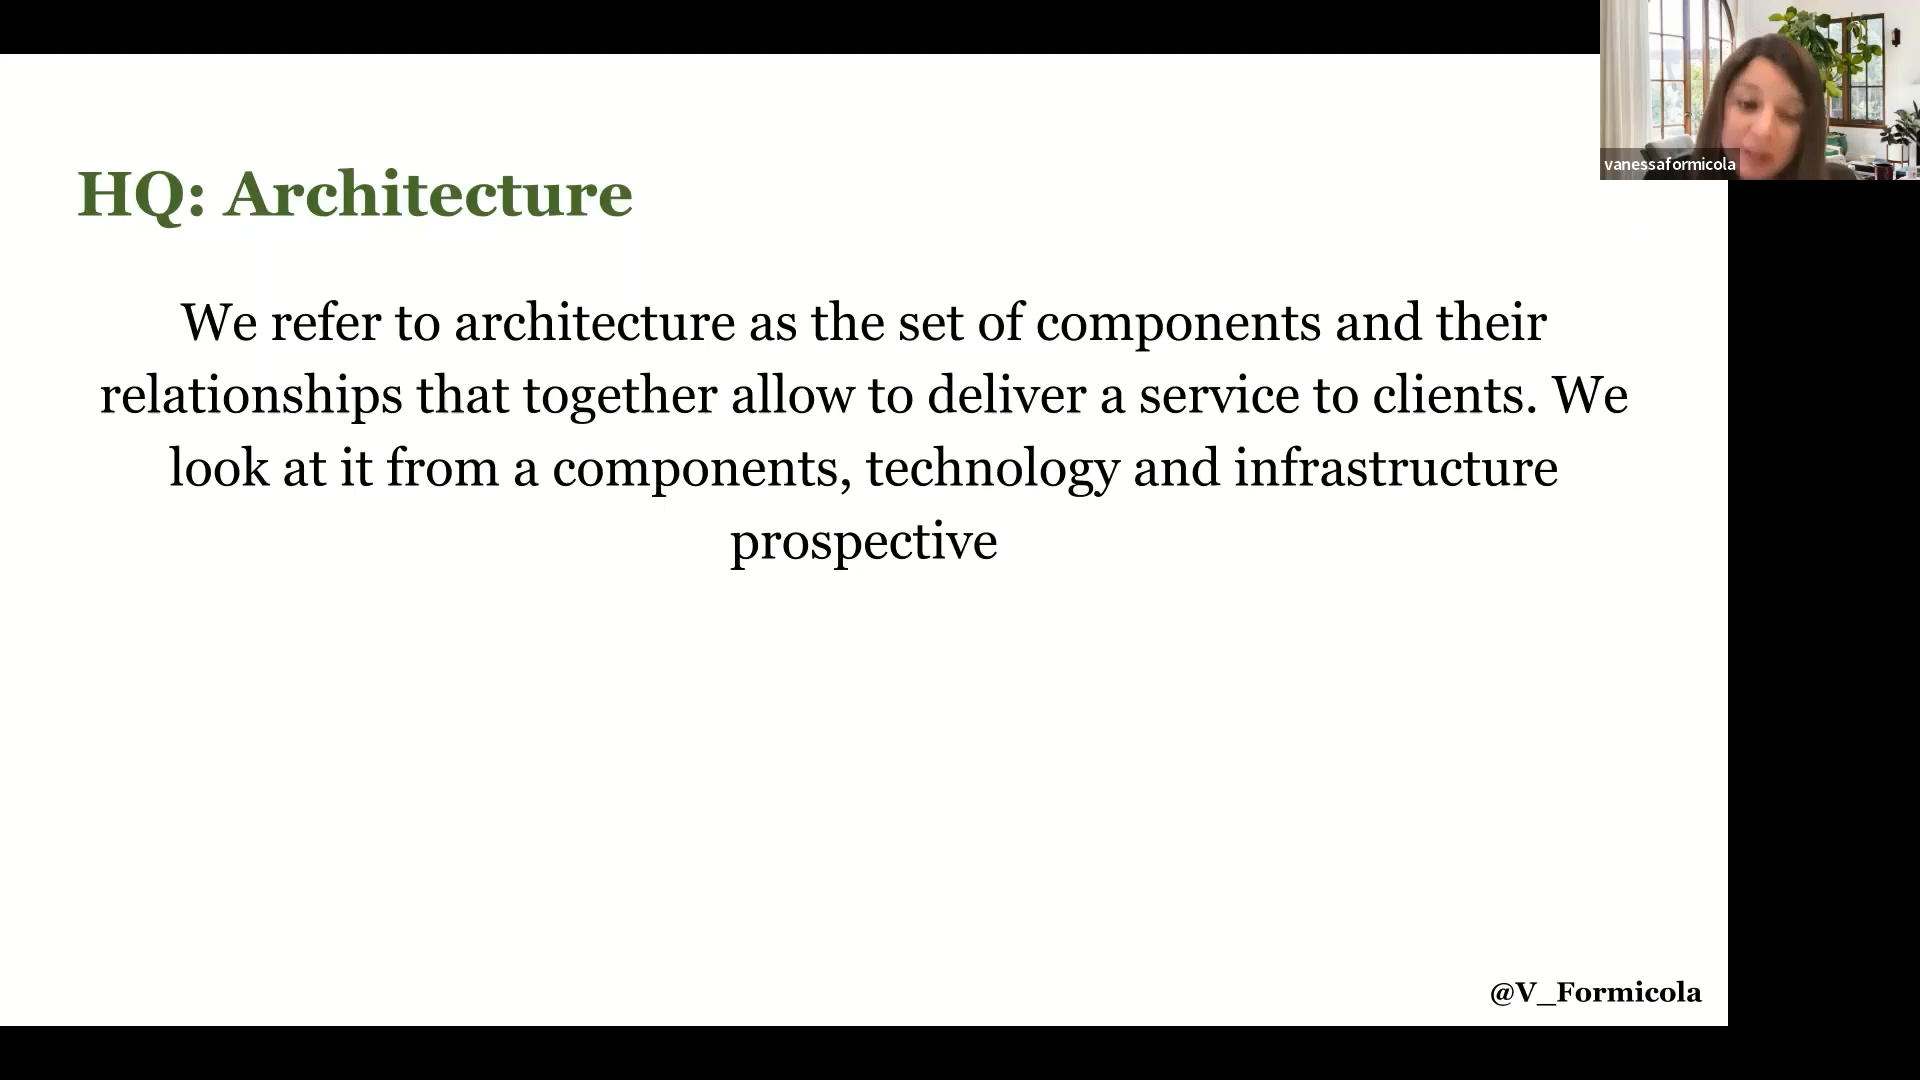 vanessaformicola
HQ: Architecture
We refer to architecture as the set of components and their
relationships that together allow to deliver a service to clients. We
look at it from a components, technology and infrastructure
prospective
@V_Formicola